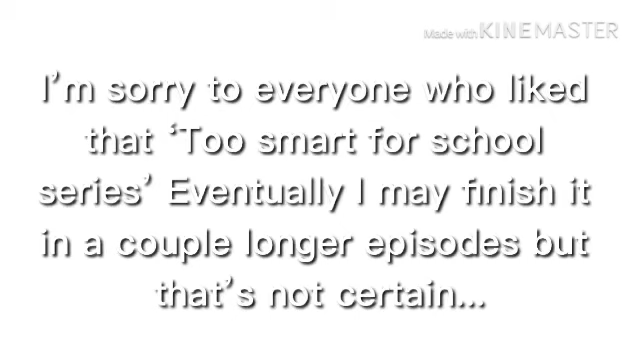 Made with KINEMASTER
I'm sorry to everyone who liked
that ‘Too smart for school
series’ Eventually I may finish it
in a couple longer episodes but
that’s not certain...